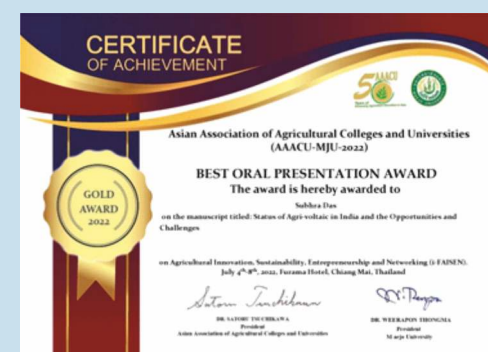 CERTIFICATE
OF ACHIEVEMENT
50 AAACU
Asian Association of Agricultural Colleges and Universities
(AAACU-MJU-2022)
BEST ORAL PRESENTATION AWARD
The award is hereby awarded to
Subhra Das
on the manuscript titled: Status of Agri-voltaic in India and the Opportunities and
Challenges
on Agricultural Innovation, Sustainability, Entrepreneurship and Networking (i-FAISEN).
July 4th-8th, 2022, Furama Hotel, Chiang Mai, Thailand
GOLD
AWARD
2022
DR. SATORU TSUCHIKAWA
President
Asian Association of Agricultural Colleges and Universities
DR. WEERAPON THONGMA
President
Maejo University